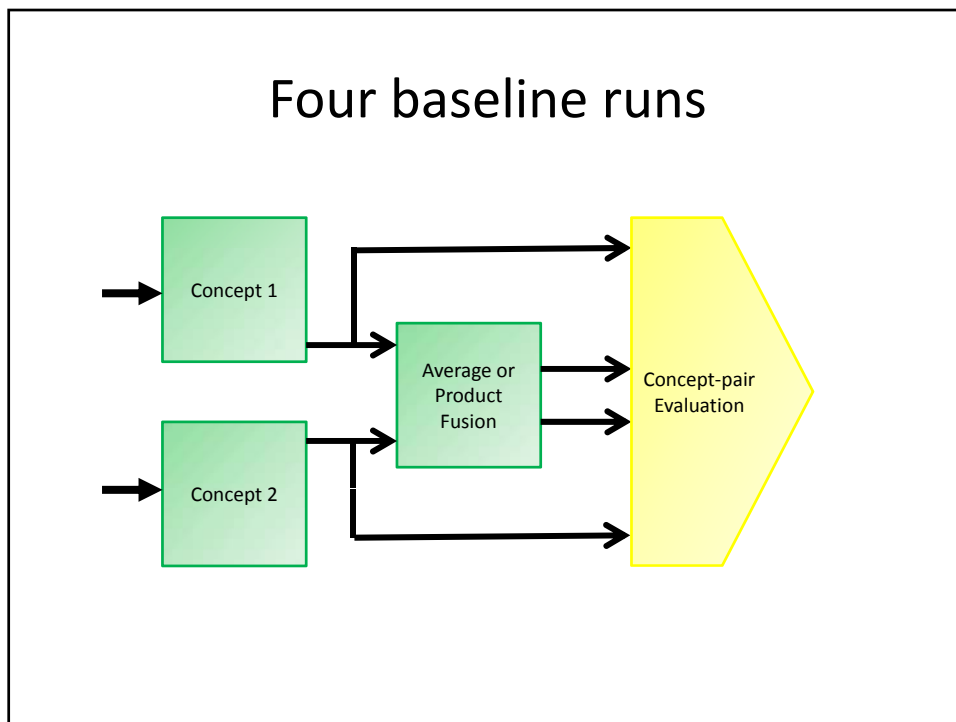 Four baseline runs
Concept 1
Average or
Product
Fusion
Concept-pair
Evaluation
Concept 2